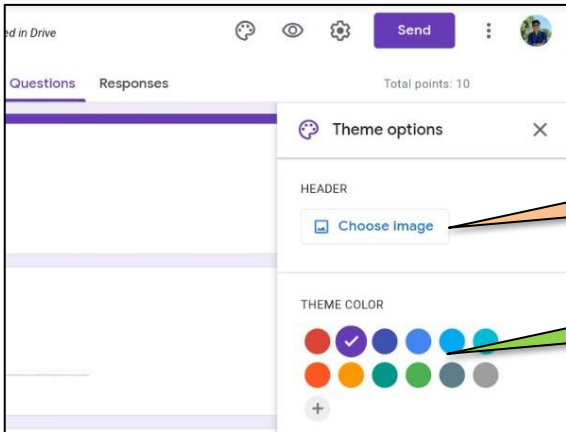 ed in Drive
Send
Questions Responses
Total points: 10
Theme options
HEADER
Choose image
THEME COLOR